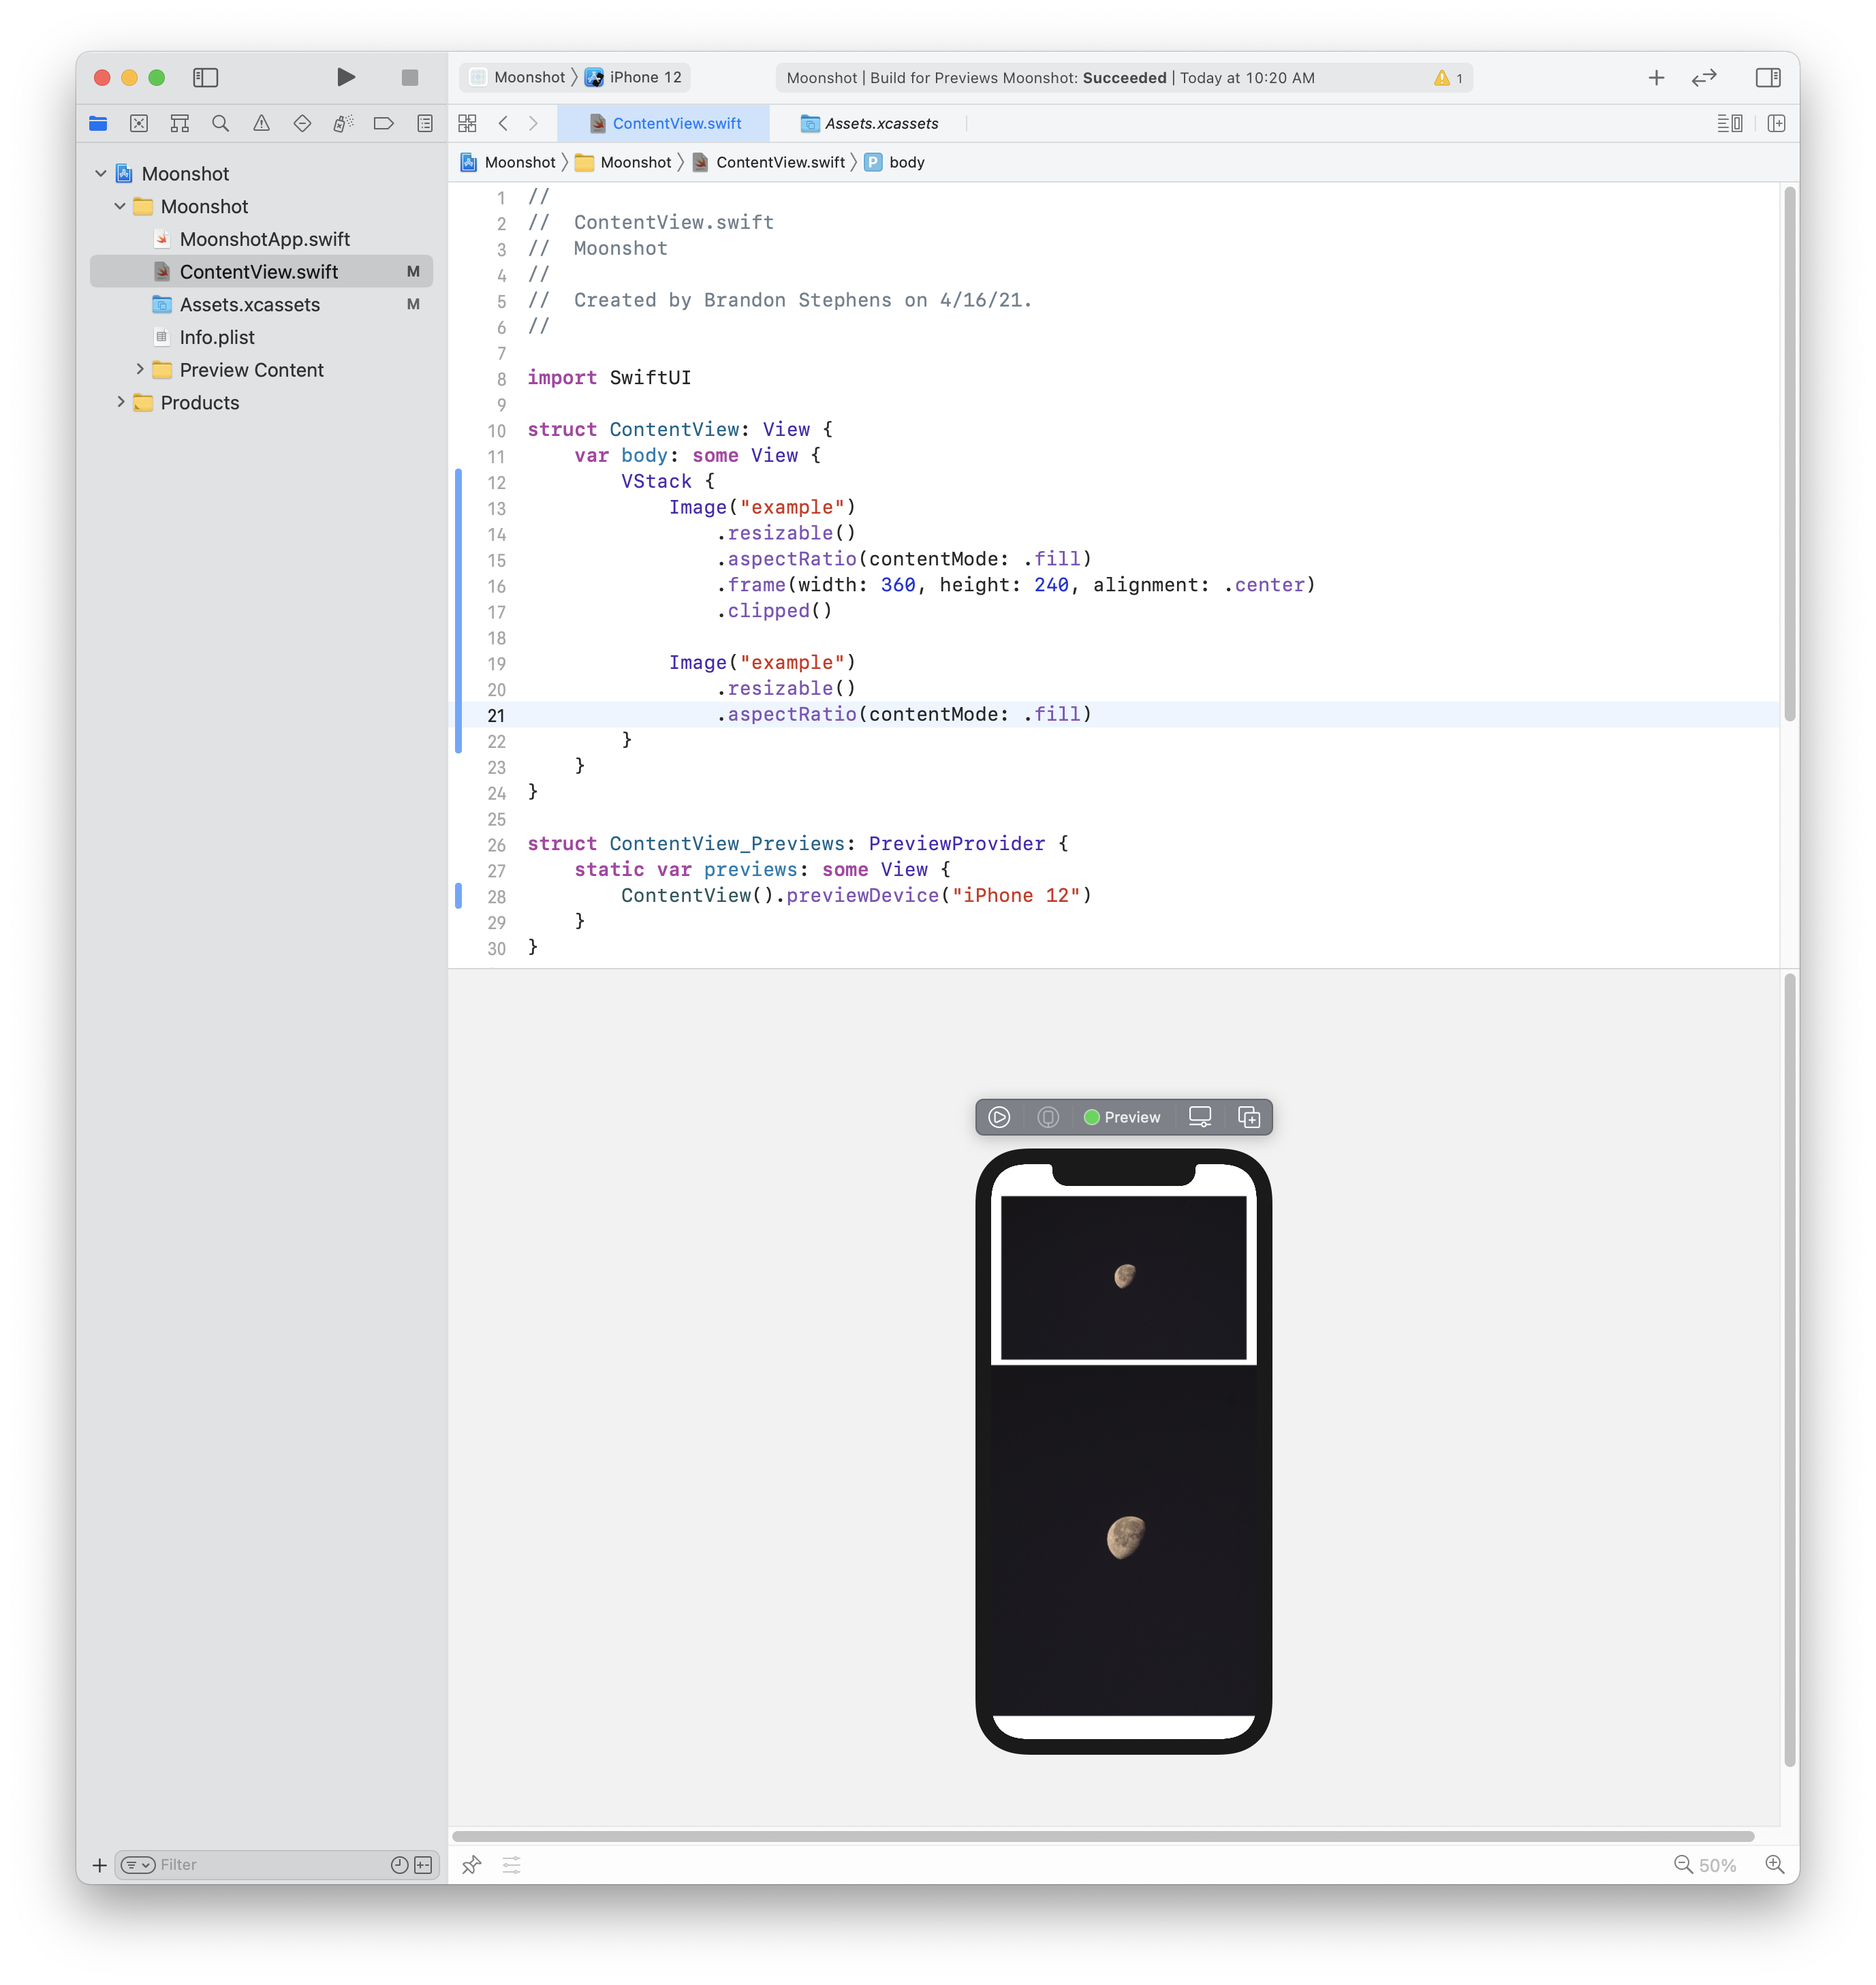 Moonshot 〉 iPhone 12
Moonshot | Build for Previews Moonshot: Succeeded | Today at 10:20 AM
1
ContentView.swift
Assets.xcassets
Moonshot 〉 Moonshot 〉 ContentView.swift 〉 P body
Moonshot
Moonshot
MoonshotApp.swift
ContentView.swift M
Assets.xcassets M
Info.plist
Preview Content
Products
1 //
2 //  ContentView.swift
3 //  Moonshot
4 //
5 //  Created by Brandon Stephens on 4/16/21.
6 //
7
8 import SwiftUI
9
10 struct ContentView: View {
11     var body: some View {
12         VStack {
13             Image("example")
14                 .resizable()
15                 .aspectRatio(contentMode: .fill)
16                 .frame(width: 360, height: 240, alignment: .center)
17                 .clipped()
18
19             Image("example")
20                 .resizable()
21                 .aspectRatio(contentMode: .fill)
22         }
23     }
24 }
25
26 struct ContentView_Previews: PreviewProvider {
27     static var previews: some View {
28         ContentView().previewDevice("iPhone 12")
29     }
30 }
Preview
Filter
50%